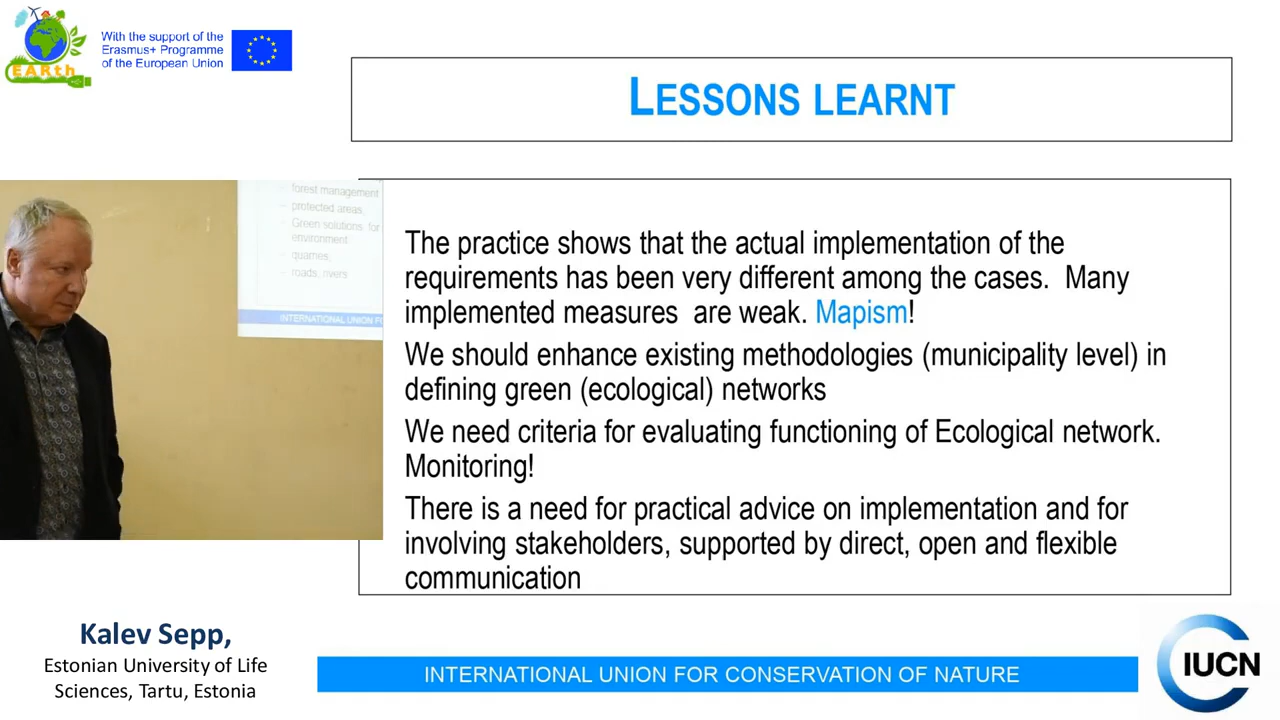 With the support of the
Erasmus+ Programme
of the European Union
EARth
LESSONS LEARNT
forest management
protected areas,
Green solutions for
environment
quarries,
roads, rivers
INTERNATIONAL UNION FO
The practice shows that the actual implementation of the
requirements has been very different among the cases. Many
implemented measures are weak. Mapism!
We should enhance existing methodologies (municipality level) in
defining green (ecological) networks
We need criteria for evaluating functioning of Ecological network.
Monitoring!
There is a need for practical advice on implementation and for
involving stakeholders, supported by direct, open and flexible
communication
Kalev Sepp,
Estonian University of Life
Sciences, Tartu, Estonia
INTERNATIONAL UNION FOR CONSERVATION OF NATURE
IUCN